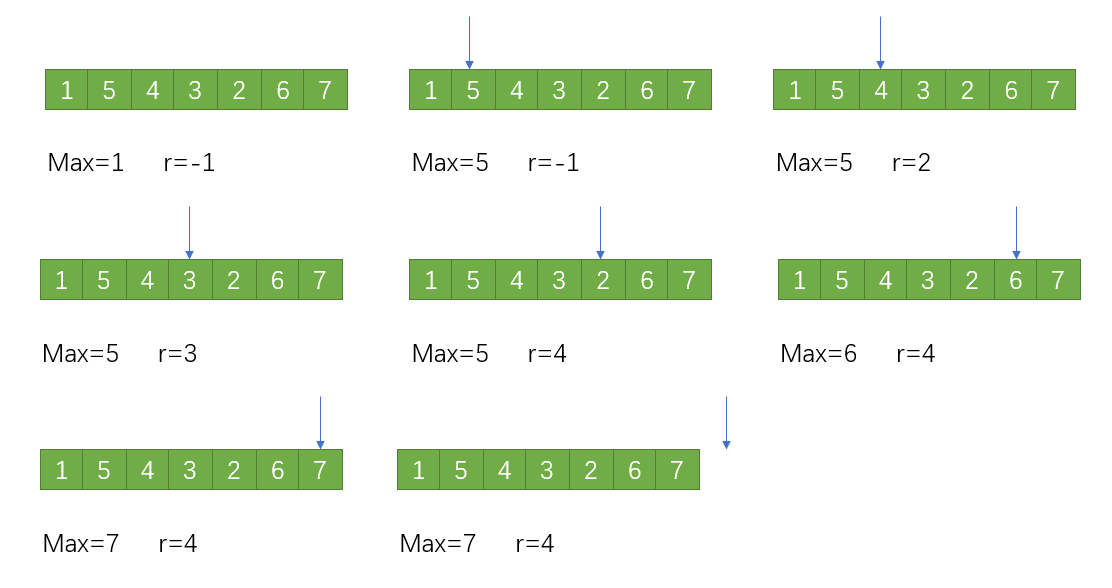 1 5 4 3 2 6 7 1 5 4 3 2 6 7 1 5 4 3 2 6 7
Max=1 r=-1 Max=5 r=-1 Max=5 r=2
1 5 4 3 2 6 7 1 5 4 3 2 6 7 1 5 4 3 2 6 7
Max=5 r=3 Max=5 r=4 Max=6 r=4
1 5 4 3 2 6 7 1 5 4 3 2 6 7
Max=7 r=4 Max=7 r=4